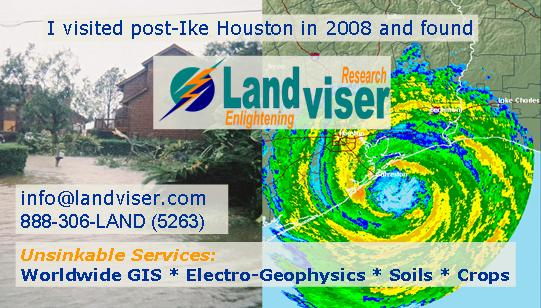 I visited post-Ike Houston in 2008 and found
Research
Landviser
Enlightening
Lake Charles
Beaumont
Houston
Galveston
info@landviser.com
888-306-LAND (5263)
Unsinkable Services:
Worldwide GIS * Electro-Geophysics * Soils * Crops